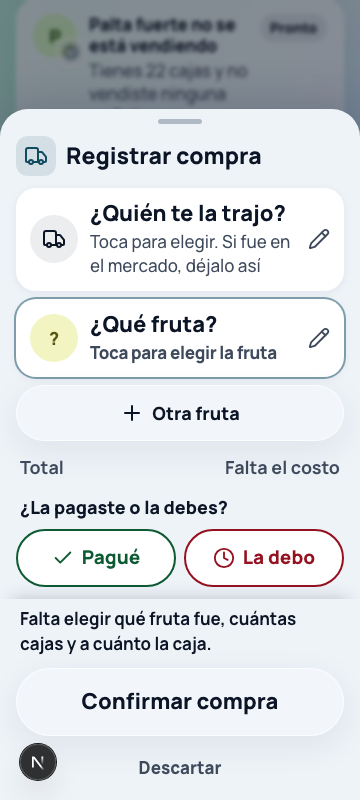 P
Palta fuerte no se
está vendiendo
Pronto
Tienes 22 cajas y no
vendiste ninguna
Registrar compra
¿Quién te la trajo?
Toca para elegir. Si fue en
el mercado, déjalo así
?
¿Qué fruta?
Toca para elegir la fruta
Otra fruta
Total
Falta el costo
¿La pagaste o la debes?
Pagué
La debo
Falta elegir qué fruta fue, cuántas
cajas y a cuánto la caja.
Confirmar compra
N
Descartar